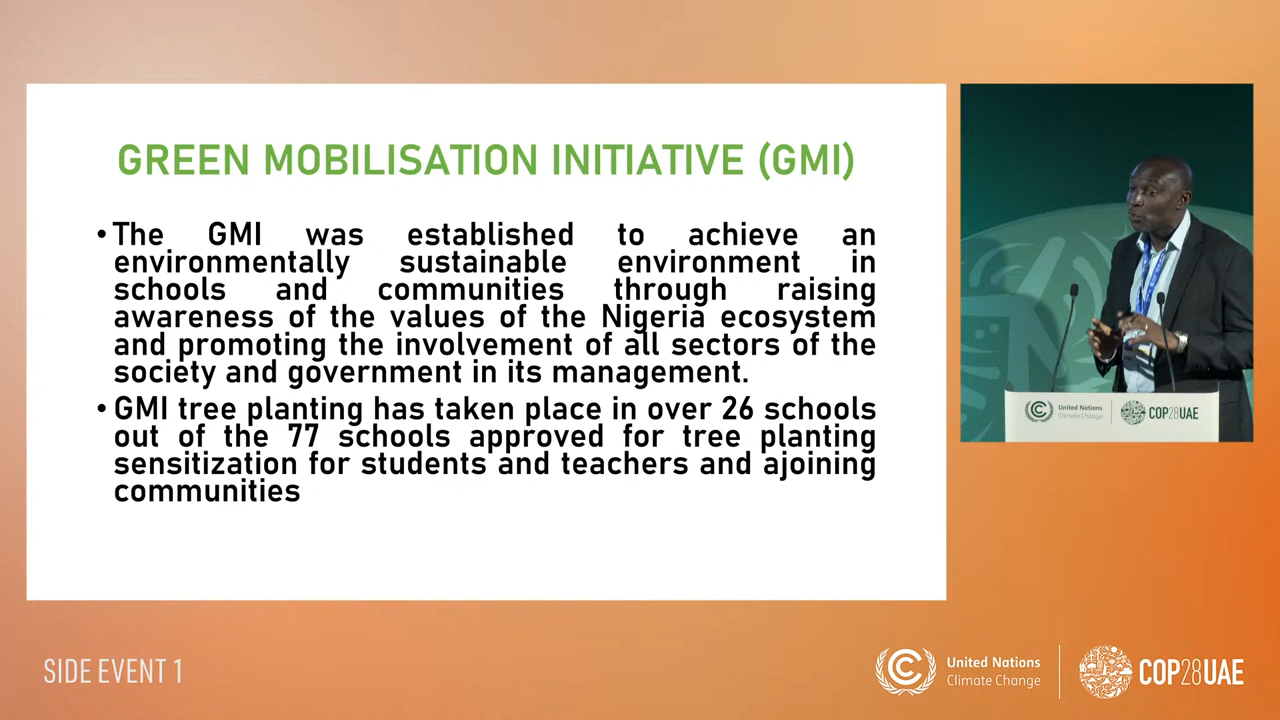 GREEN MOBILISATION INITIATIVE (GMI)
• The GMI was established to achieve an
environmentally sustainable environment in
schools and communities through raising
awareness of the values of the Nigeria ecosystem
and promoting the involvement of all sectors of the
society and government in its management.
• GMI tree planting has taken place in over 26 schools
out of the 77 schools approved for tree planting
sensitization for students and teachers and ajoining
communities
United Nations
Climate Change
COP28UAE
SIDE EVENT 1
United Nations
Climate Change
COP28UAE